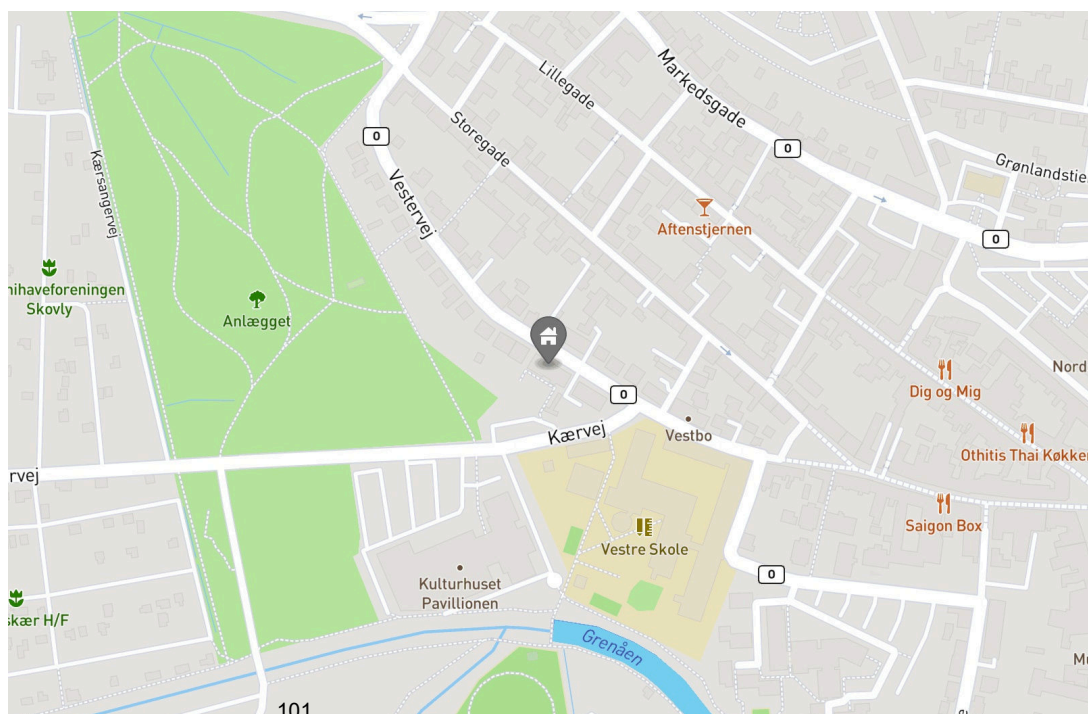 Lillegade
Markedsgade
0
0
Storegade
Kærsangervej
Grønlandstie
Vestervej
Aftenstjernen
0
nihaveforeningen
Skovly
Anlægget
Nord
Dig og Mig
0
Vestbo
Kærvej
Othitis Thai Køkken
rvej
Saigon Box
Vestre Skole
0
Kulturhuset
Pavillionen
skær H/F
Grenåen
Mu
101